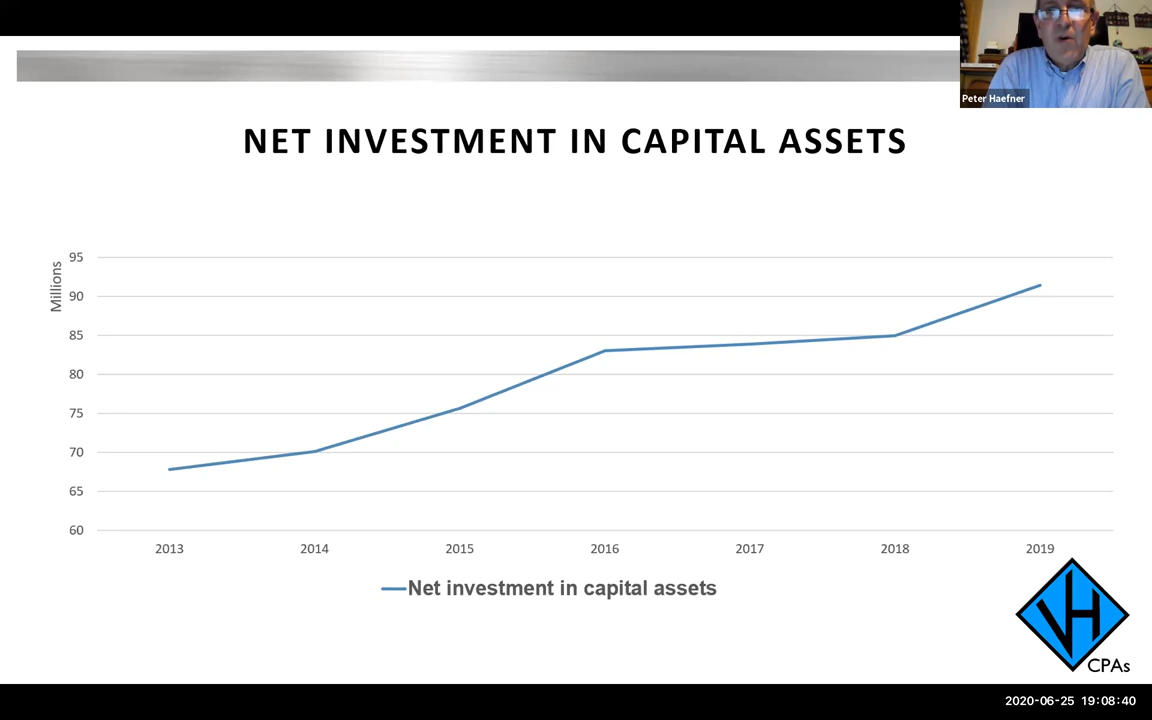 Peter Haefner
NET INVESTMENT IN CAPITAL ASSETS
Millions
95
90
85
80
75
70
65
60
2013 2014 2015 2016 2017 2018 2019
Net investment in capital assets
VH
CPAs
2020-06-25 19:08:40